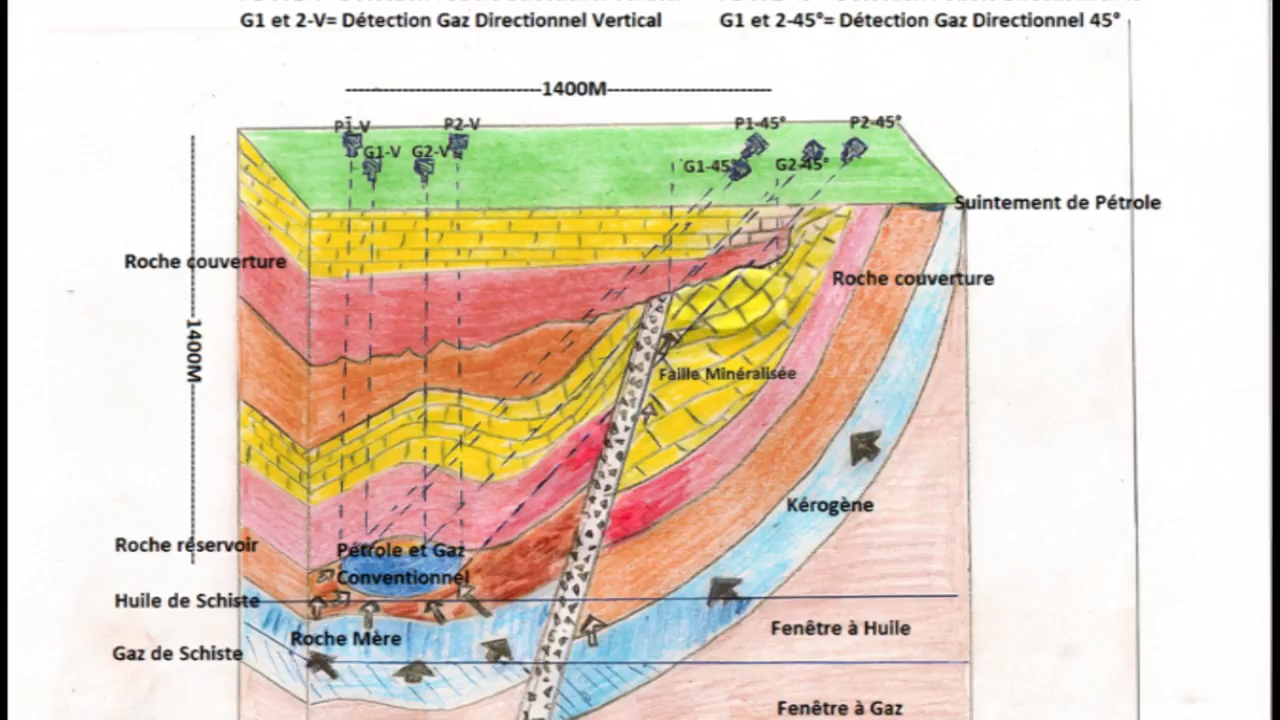 G1 et 2-V= Détection Gaz Directionnel Vertical
G1 et 2-45°= Détection Gaz Directionnel 45°
1400M
P1-V
P2-V
P1-45°
P2-45°
G1-V
G2-V
G1-45°
G2-45°
Suintement de Pétrole
Roche couverture
Roche couverture
1400M
Faille Minéralisée
Kérogène
Roche réservoir
Pétrole et Gaz
Conventionnel
Huile de Schiste
Roche Mère
Fenêtre à Huile
Gaz de Schiste
Fenêtre à Gaz